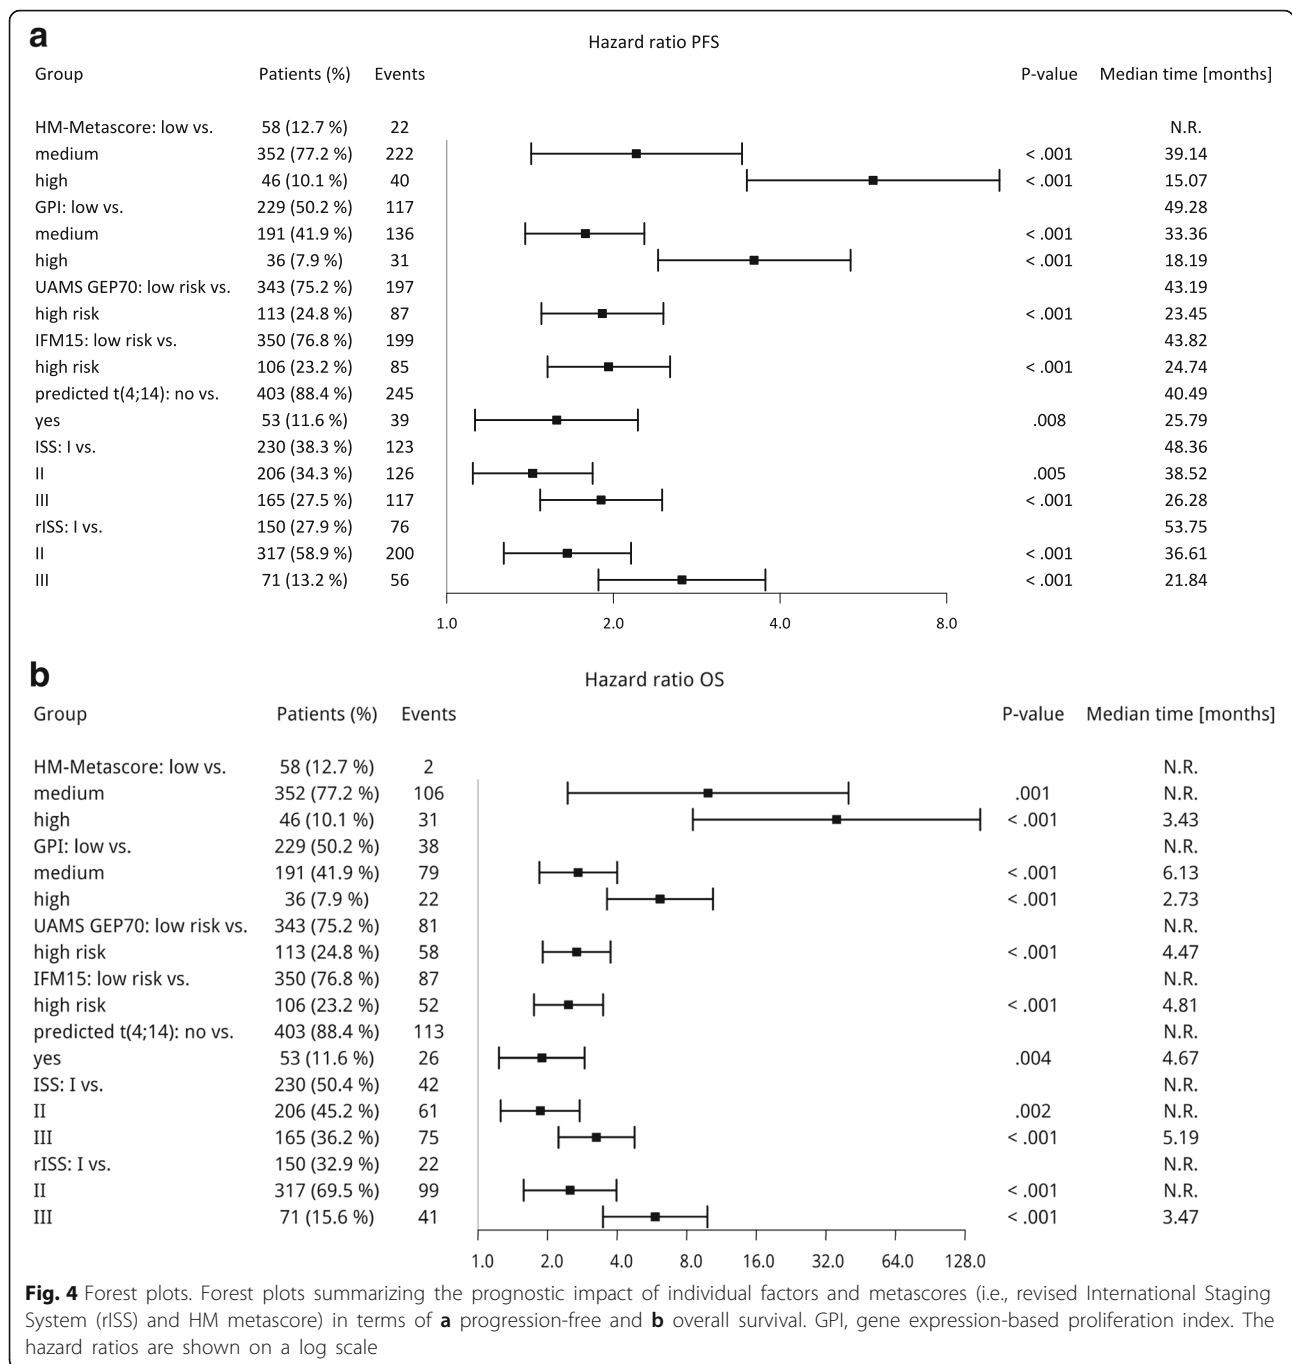 a
Hazard ratio PFS
Group Patients (%) Events P-value Median time [months]
HM-Metascore: low vs. 58 (12.7 %) 22 N.R.
medium 352 (77.2 %) 222 < .001 39.14
high 46 (10.1 %) 40 < .001 15.07
GPI: low vs. 229 (50.2 %) 117 49.28
medium 191 (41.9 %) 136 < .001 33.36
high 36 (7.9 %) 31 < .001 18.19
UAMS GEP70: low risk vs. 343 (75.2 %) 197 43.19
high risk 113 (24.8 %) 87 < .001 23.45
IFM15: low risk vs. 350 (76.8 %) 199 43.82
high risk 106 (23.2 %) 85 < .001 24.74
predicted t(4;14): no vs. 403 (88.4 %) 245 40.49
yes 53 (11.6 %) 39 .008 25.79
ISS: I vs. 230 (38.3 %) 123 48.36
II 206 (34.3 %) 126 .005 38.52
III 165 (27.5 %) 117 < .001 26.28
rISS: I vs. 150 (27.9 %) 76 53.75
II 317 (58.9 %) 200 < .001 36.61
III 71 (13.2 %) 56 < .001 21.84
1.0 2.0 4.0 8.0
b
Hazard ratio OS
Group Patients (%) Events P-value Median time [months]
HM-Metascore: low vs. 58 (12.7 %) 2 N.R.
medium 352 (77.2 %) 106 .001 N.R.
high 46 (10.1 %) 31 < .001 3.43
GPI: low vs. 229 (50.2 %) 38 N.R.
medium 191 (41.9 %) 79 < .001 6.13
high 36 (7.9 %) 22 < .001 2.73
UAMS GEP70: low risk vs. 343 (75.2 %) 81 N.R.
high risk 113 (24.8 %) 58 < .001 4.47
IFM15: low risk vs. 350 (76.8 %) 87 N.R.
high risk 106 (23.2 %) 52 < .001 4.81
predicted t(4;14): no vs. 403 (88.4 %) 113 N.R.
yes 53 (11.6 %) 26 .004 4.67
ISS: I vs. 230 (50.4 %) 42 N.R.
II 206 (45.2 %) 61 .002 N.R.
III 165 (36.2 %) 75 < .001 5.19
rISS: I vs. 150 (32.9 %) 22 N.R.
II 317 (69.5 %) 99 < .001 N.R.
III 71 (15.6 %) 41 < .001 3.47
1.0 2.0 4.0 8.0 16.0 32.0 64.0 128.0
Fig. 4 Forest plots. Forest plots summarizing the prognostic impact of individual factors and metascores (i.e., revised International Staging
System (rISS) and HM metascore) in terms of a progression-free and b overall survival. GPI, gene expression-based proliferation index. The
hazard ratios are shown on a log scale